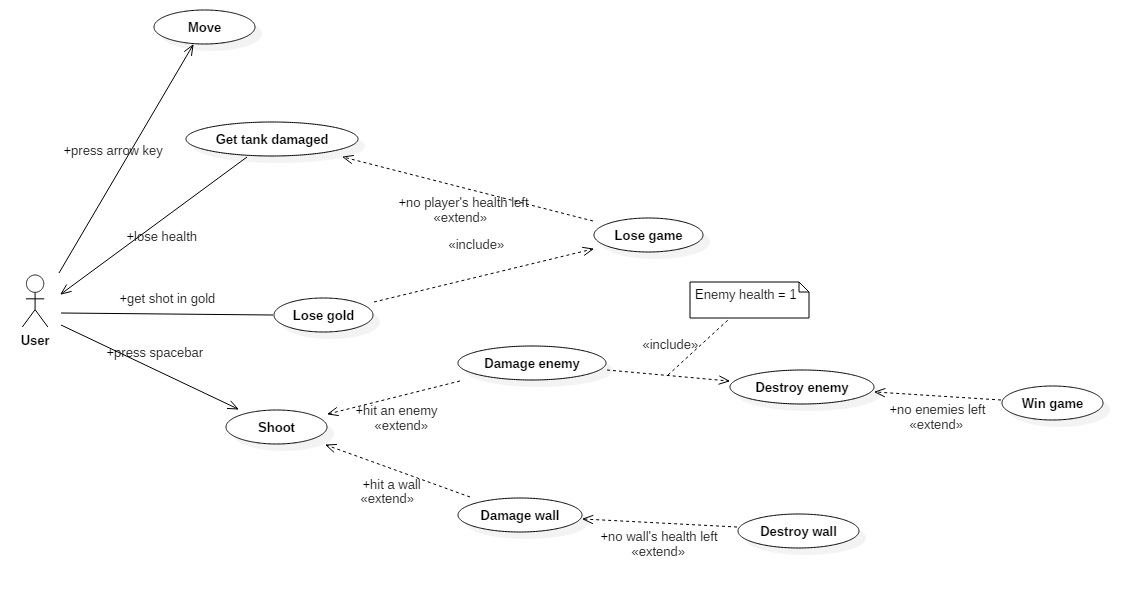 Move
+press arrow key
Get tank damaged
+no player's health left
«extend»
+lose health
Lose game
«include»
+get shot in gold
Lose gold
User
+press spacebar
Enemy health = 1
«include»
Damage enemy
Destroy enemy
Win game
+no enemies left
«extend»
+hit an enemy
«extend»
Shoot
+hit a wall
«extend»
Damage wall
Destroy wall
+no wall's health left
«extend»